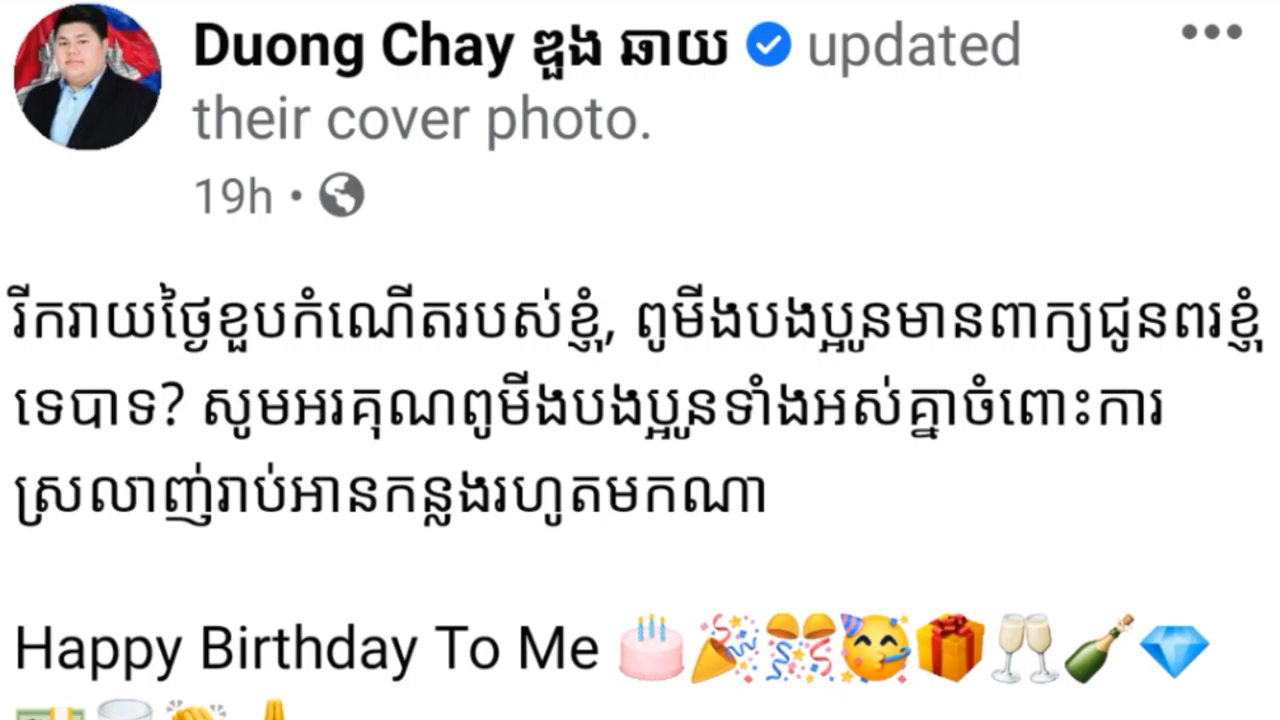 Duong Chay ឌួង ឆាយ updated
their cover photo.
19h •
រីករាយថ្ងៃខួបកំណើតរបស់ខ្ញុំ, ពូមីងបងប្អូនមានពាក្យជូនពរខ្ញុំ
ទេបាទ? សូមអរគុណពូមីងបងប្អូនទាំងអស់គ្នាចំពោះការ
ស្រលាញ់រាប់អានកន្លងរហូតមកណា
Happy Birthday To Me 🎂🎉🎊🥳🎁🥂🍾💎